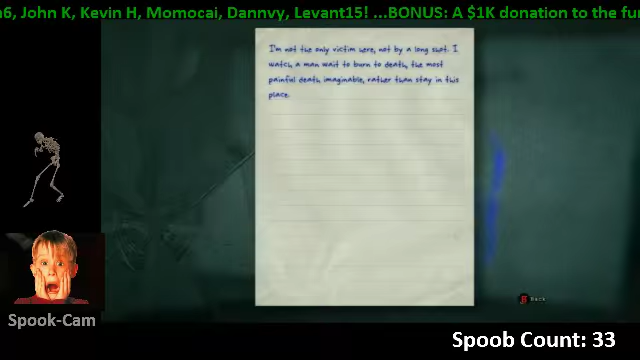 6, John K, Kevin H, Momocai, Dannvy, Levant15! ...BONUS: A $1K donation to the fu
I'm not the only victim here, not by a long shot. I
watch a man wait to burn to death, the most
painful death imaginable, rather than stay in this
place.
Back
Spook-Cam
Spoob Count: 33